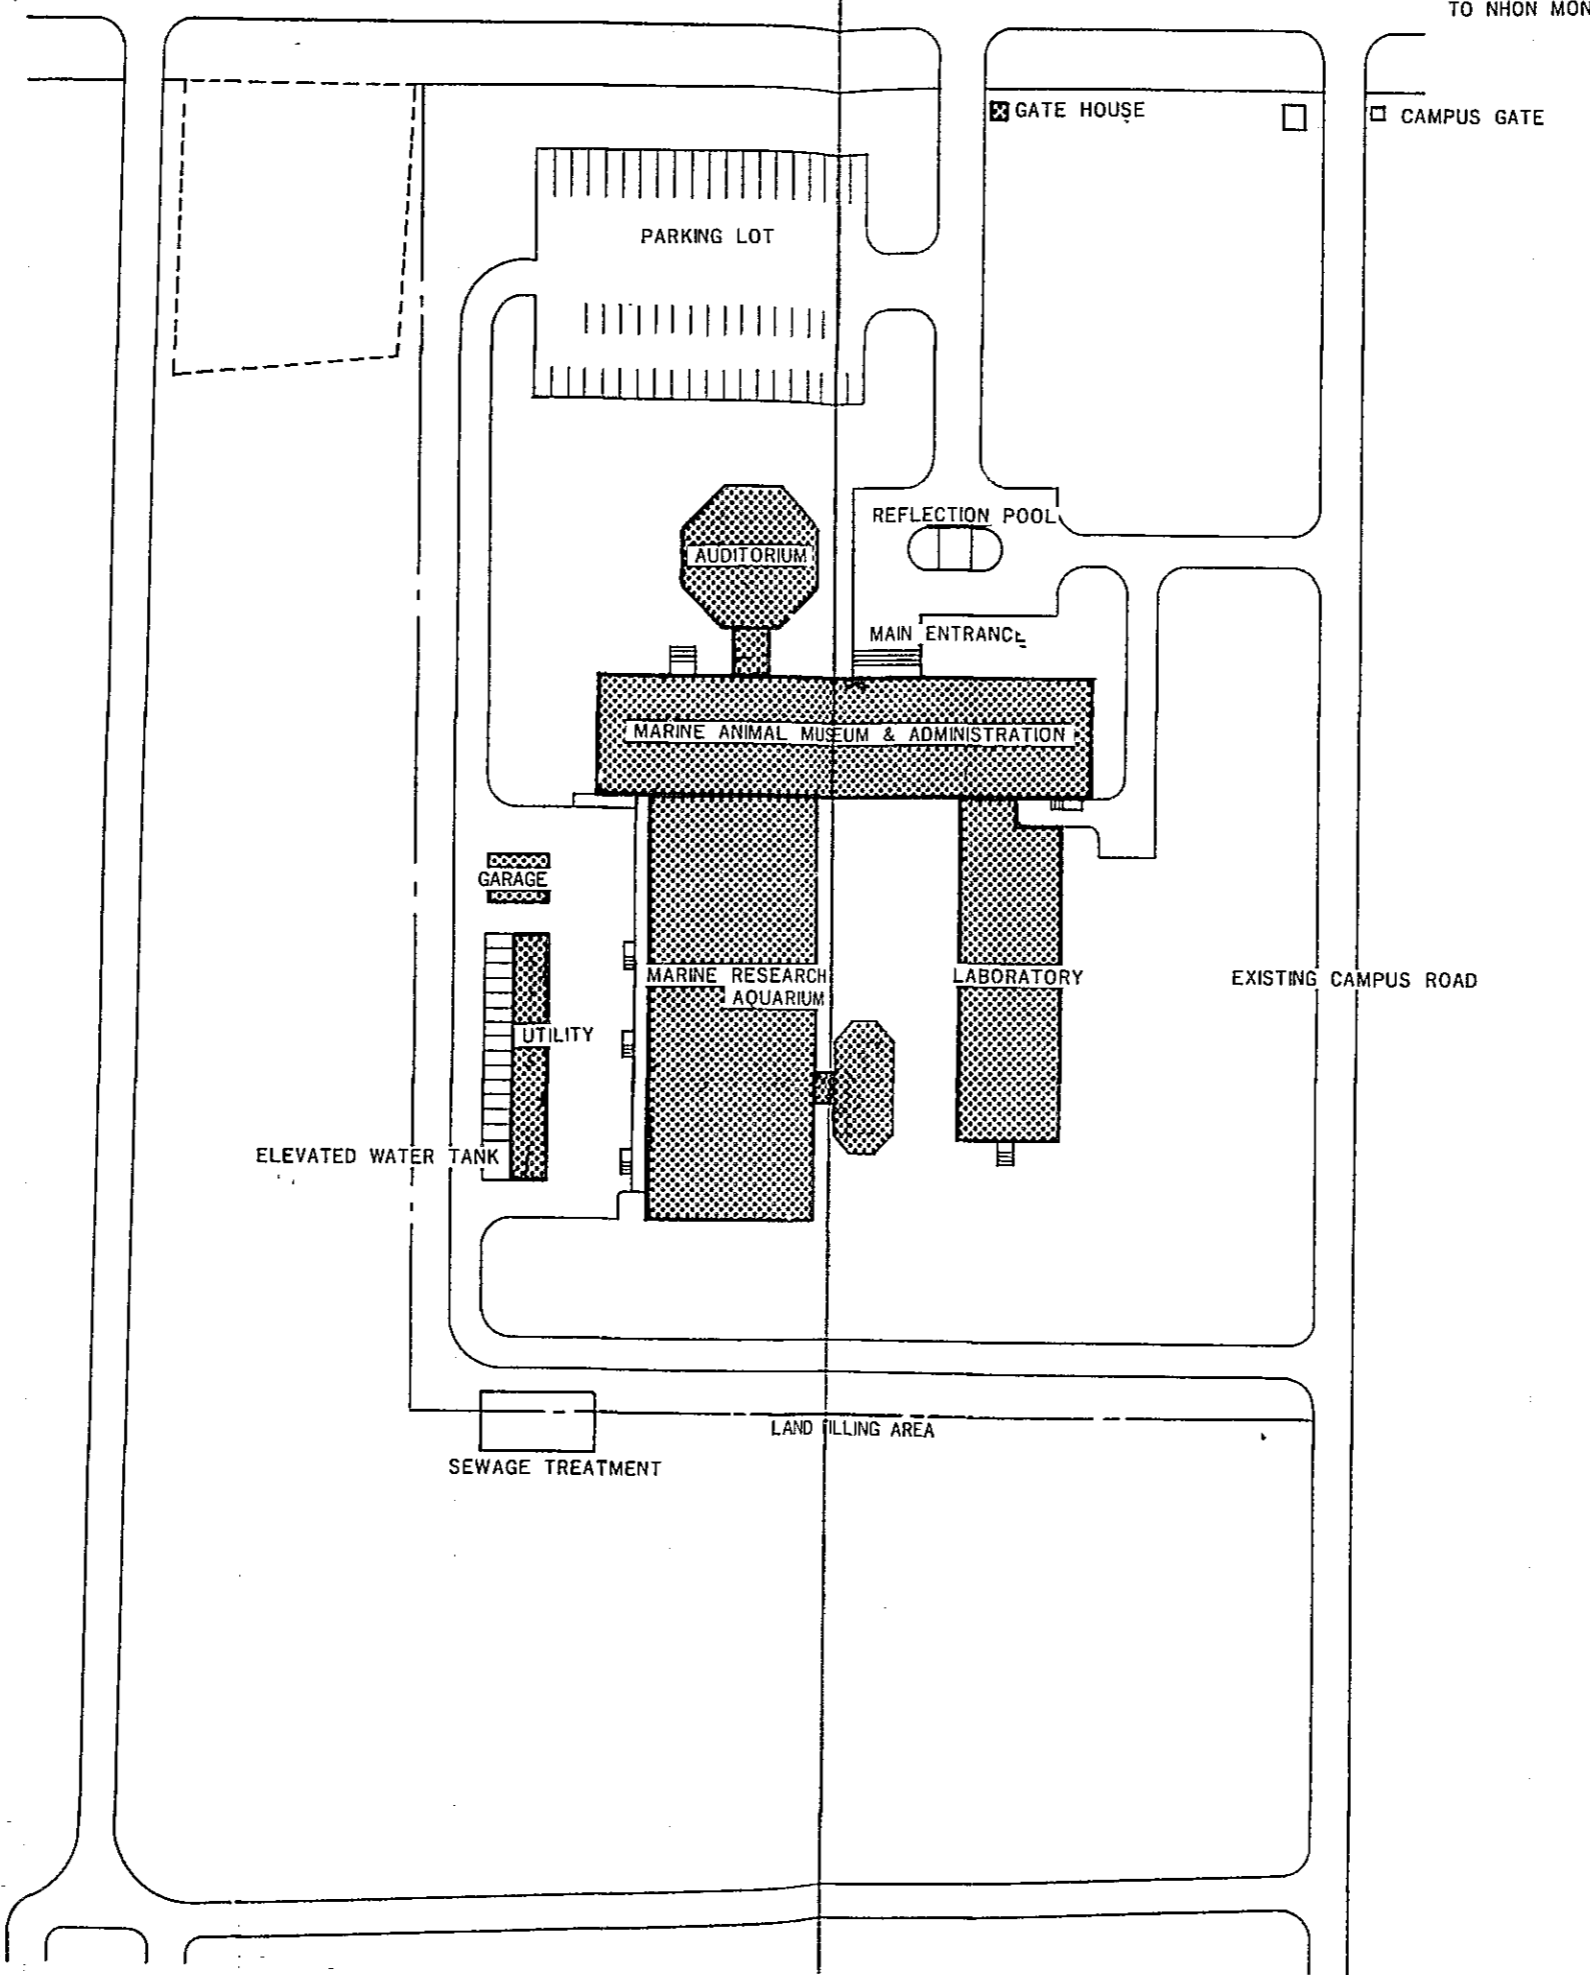 TO NHON MON
GATE HOUSE
CAMPUS GATE
PARKING LOT
REFLECTION POOL
AUDITORIUM
MAIN ENTRANCE
MARINE ANIMAL MUSEUM & ADMINISTRATION
GARAGE
MARINE RESEARCH
AQUARIUM
LABORATORY
EXISTING CAMPUS ROAD
UTILITY
ELEVATED WATER TANK
LAND ILLING AREA
SEWAGE TREATMENT